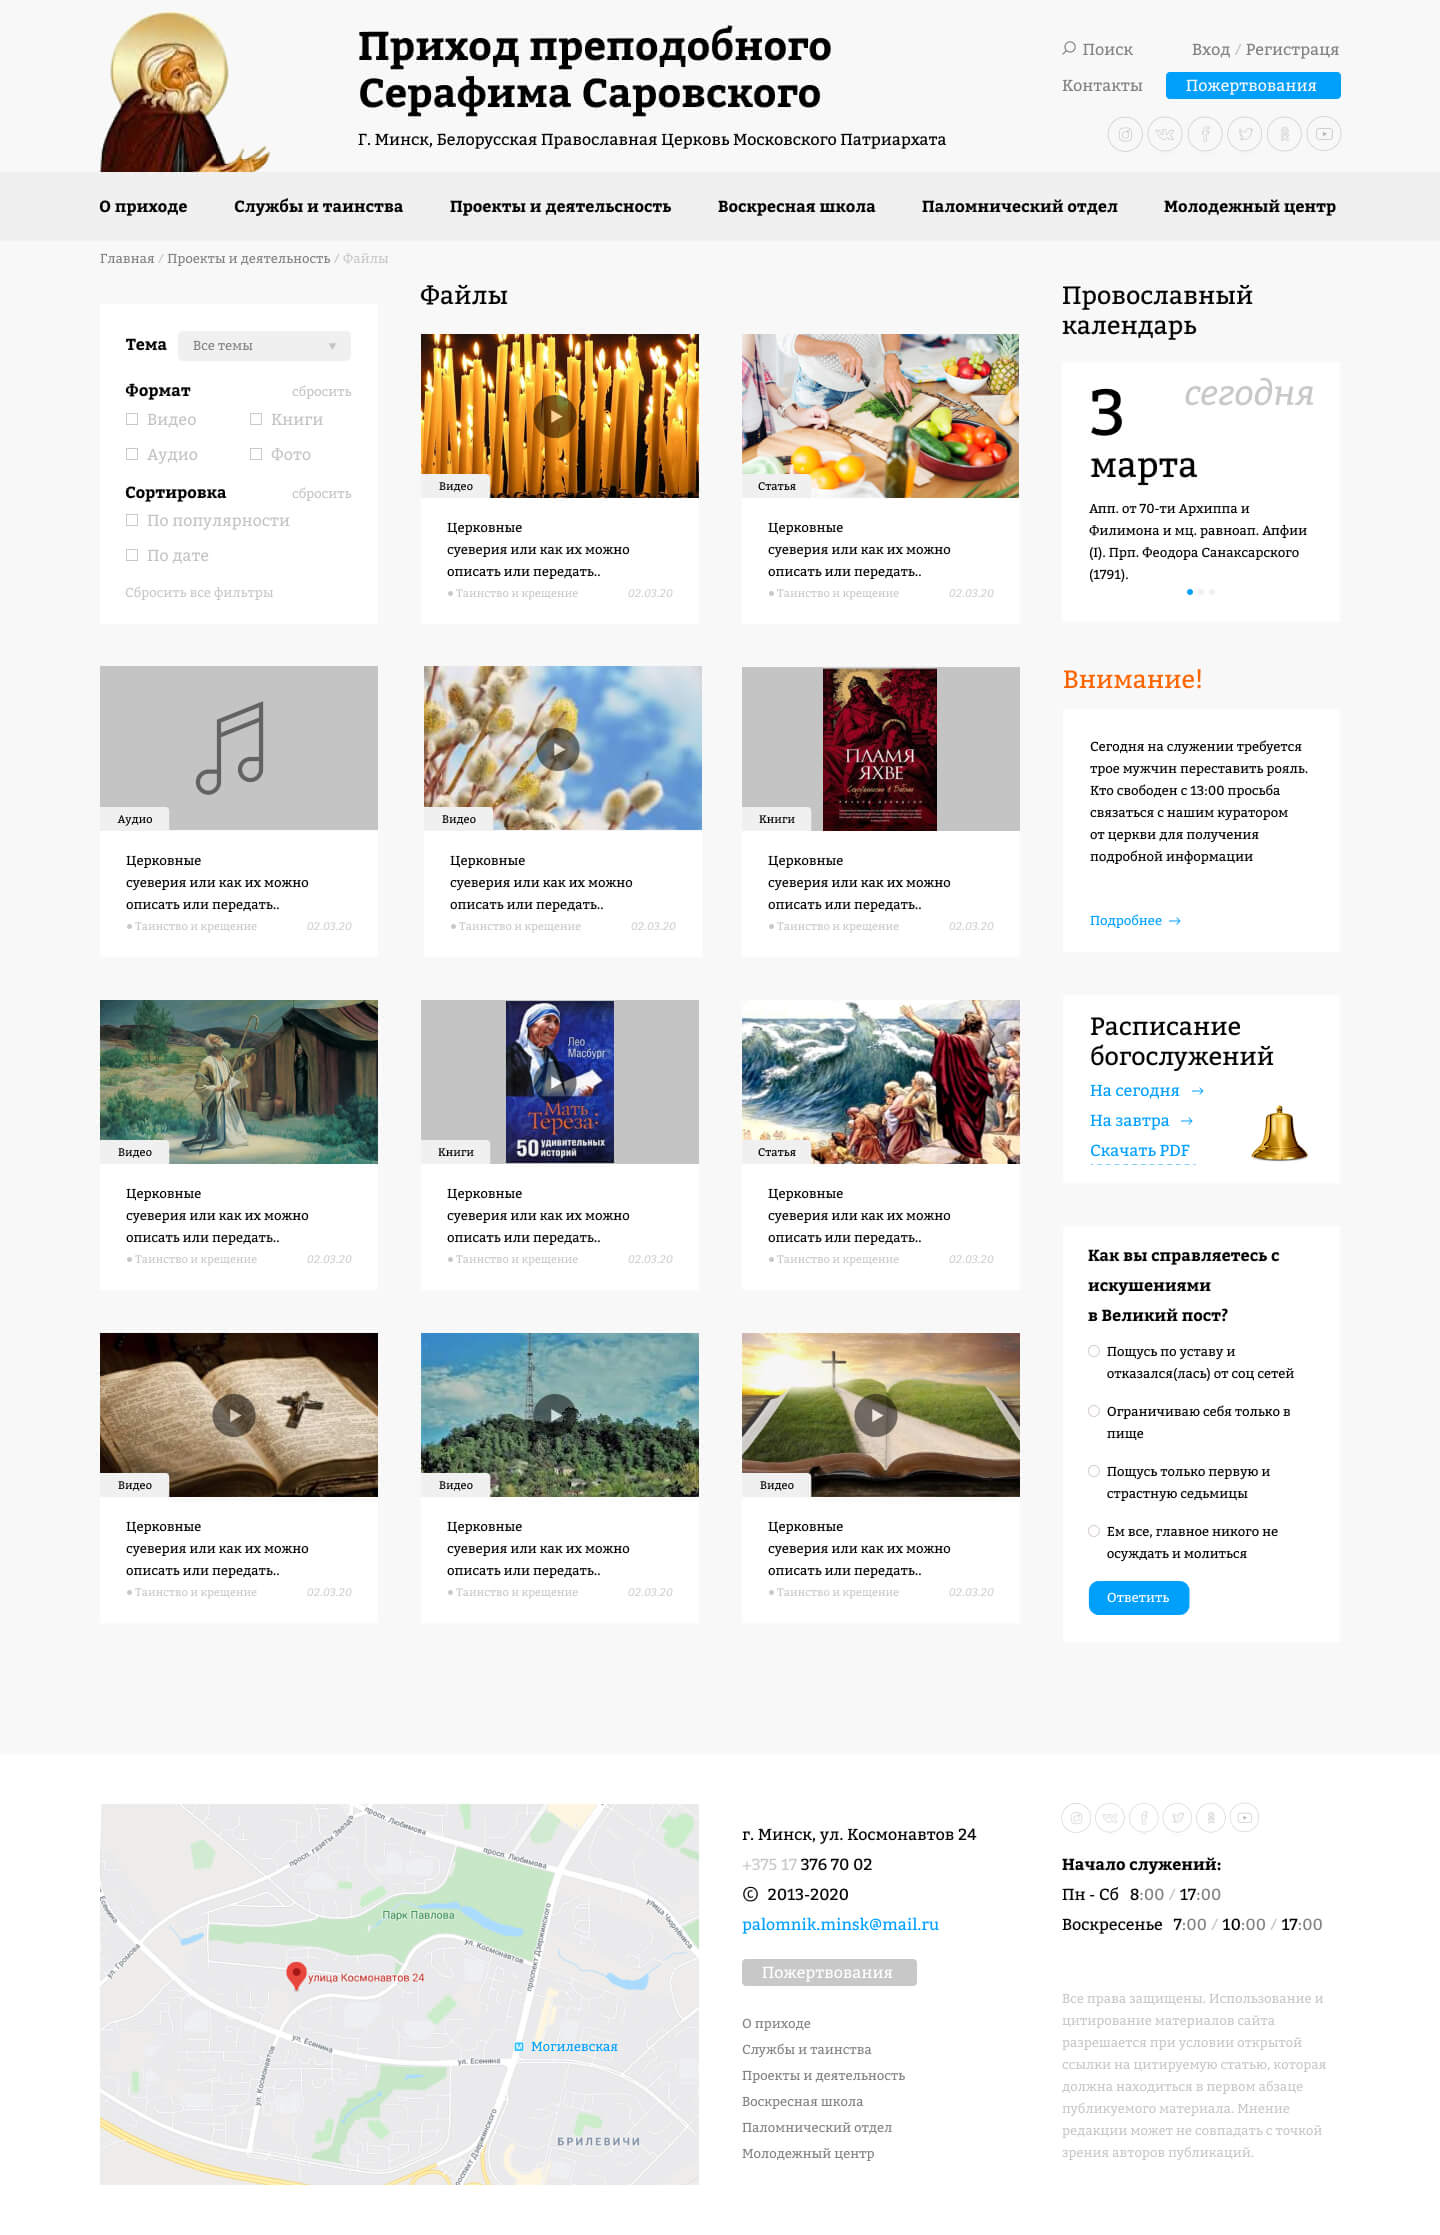 Приход преподобного
Серафима Саровского
Г. Минск, Белорусская Православная Церковь Московского Патриархата
Поиск
Вход / Регистраця
Контакты
Пожертвования
О приходе
Службы и таинства
Проекты и деятельсность
Воскресная школа
Паломнический отдел
Молодежный центр
Главная / Проекты и деятельность / Файлы
Тема
Все темы
Формат
сбросить
Видео
Книги
Аудио
Фото
Сортировка
сбросить
По популярности
По дате
Сбросить все фильтры
Файлы
Видео
Церковные
суеверия или как их можно
описать или передать..
Таинство и крещение
02.03.20
Статья
Церковные
суеверия или как их можно
описать или передать..
Таинство и крещение
02.03.20
Аудио
Церковные
суеверия или как их можно
описать или передать..
Таинство и крещение
02.03.20
Видео
Церковные
суеверия или как их можно
описать или передать..
Таинство и крещение
02.03.20
ПЛАМЯ
ЯХВЕ
Книги
Церковные
суеверия или как их можно
описать или передать..
Таинство и крещение
02.03.20
Видео
Церковные
суеверия или как их можно
описать или передать..
Таинство и крещение
02.03.20
Лео
Масбург
Мать
Тереза:
50 удивительных
историй
Книги
Церковные
суеверия или как их можно
описать или передать..
Таинство и крещение
02.03.20
Статья
Церковные
суеверия или как их можно
описать или передать..
Таинство и крещение
02.03.20
Видео
Церковные
суеверия или как их можно
описать или передать..
Таинство и крещение
02.03.20
Видео
Церковные
суеверия или как их можно
описать или передать..
Таинство и крещение
02.03.20
Видео
Церковные
суеверия или как их можно
описать или передать..
Таинство и крещение
02.03.20
Провославный
календарь
3
сегодня
марта
Апп. от 70-ти Архиппа и
Филимона и мц. равноап. Апфии
(I). Прп. Феодора Санаксарского
(1791).
Внимание!
Сегодня на служении требуется
трое мужчин переставить рояль.
Кто свободен с 13:00 просьба
связаться с нашим куратором
от церкви для получения
подробной информации
Подробнее →
Расписание
богослужений
На сегодня →
На завтра →
Скачать PDF
Как вы справляетесь с
искушениями
в Великий пост?
Пощусь по уставу и
отказался(лась) от соц сетей
Ограничиваю себя только в
пище
Пощусь только первую и
страстную седьмицы
Ем все, главное никого не
осуждать и молиться
Ответить
просп. газеты Звезда
просп. Любимова
просп. Любимова
ул. Громова
Есенина
Парк Павлова
ул. Космонавтов
проспект Дзержинского
улица Чюрлёниса
улица Космонавтов 24
ул. Есенина
ул. Есенина
ул. Космонавтов
М Могилевская
проспект Дзержинского
БРИЛЕВИЧИ
г. Минск, ул. Космонавтов 24
+375 17 376 70 02
© 2013-2020
palomnik.minsk@mail.ru
Пожертвования
О приходе
Службы и таинства
Проекты и деятельность
Воскресная школа
Паломнический отдел
Молодежный центр
Начало служений:
Пн - Сб 8:00 / 17:00
Воскресенье 7:00 / 10:00 / 17:00
Все права защищены. Использование и
цитирование материалов сайта
разрешается при условии открытой
ссылки на цитируемую статью, которая
должна находиться в первом абзаце
публикуемого материала. Мнение
редакции может не совпадать с точкой
зрения авторов публикаций.